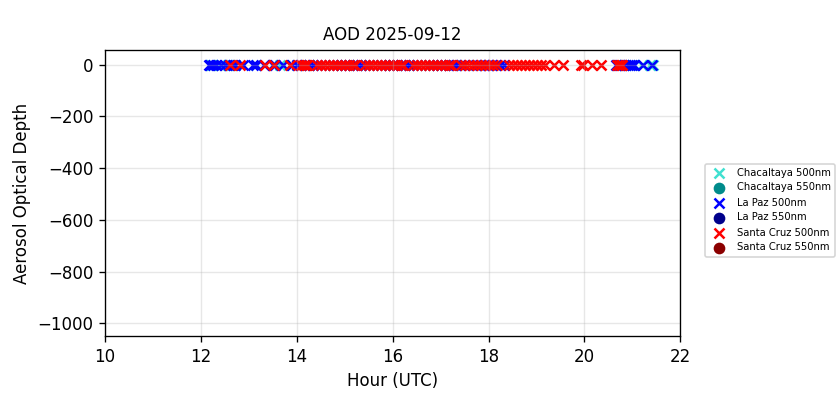 AOD 2025-09-12
Aerosol Optical Depth
0
−200
−400
−600
−800
−1000
10 12 14 16 18 20 22
Hour (UTC)
Chacaltaya 500nm
Chacaltaya 550nm
La Paz 500nm
La Paz 550nm
Santa Cruz 500nm
Santa Cruz 550nm